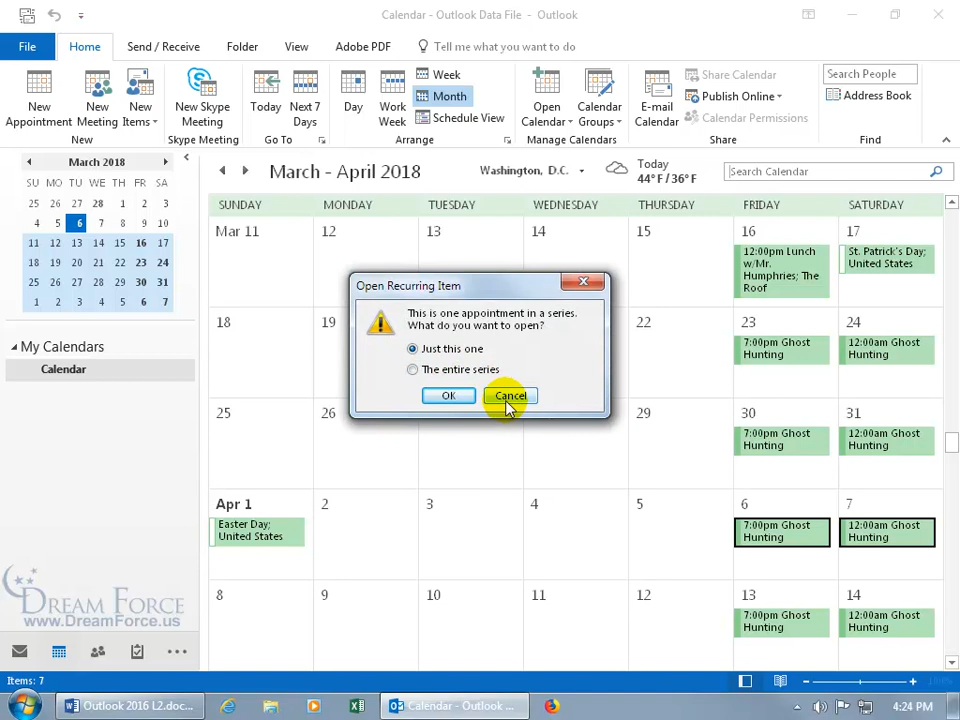 Calendar - Outlook Data File - Outlook
File Home Send / Receive Folder View Adobe PDF Tell me what you want to do
New Appointment
New Meeting
New Items
New
New Skype Meeting
Skype Meeting
Today
Next 7 Days
Go To
Day
Work Week
Week
Month
Schedule View
Arrange
Open Calendar
Calendar Groups
Manage Calendars
E-mail Calendar
Share Calendar
Publish Online
Calendar Permissions
Share
Search People
Address Book
Find
March 2018
SU MO TU WE TH FR SA
25 26 27 28 1 2 3
4 5 6 7 8 9 10
11 12 13 14 15 16 17
18 19 20 21 22 23 24
25 26 27 28 29 30 31
1 2 3 4 5 6 7
My Calendars
Calendar
March - April 2018
Washington, D.C.
Today
44°F / 36°F
Search Calendar
SUNDAY MONDAY TUESDAY WEDNESDAY THURSDAY FRIDAY SATURDAY
Mar 11 12 13 14 15 16 17
12:00pm Lunch
w/Mr.
Humphries; The
Roof
St. Patrick's Day;
United States
18 19 22 23 24
7:00pm Ghost
Hunting
12:00am Ghost
Hunting
25 26 29 30 31
7:00pm Ghost
Hunting
12:00am Ghost
Hunting
Apr 1 2 3 4 5 6 7
Easter Day;
United States
7:00pm Ghost
Hunting
12:00am Ghost
Hunting
8 9 10 11 12 13 14
7:00pm Ghost
Hunting
12:00am Ghost
Hunting
Open Recurring Item
This is one appointment in a series.
What do you want to open?
Just this one
The entire series
OK Cancel
DREAM FORCE
www.DreamForce.us
Items: 7
Outlook 2016 L2.doc...
Calendar - Outlook ...
4:24 PM